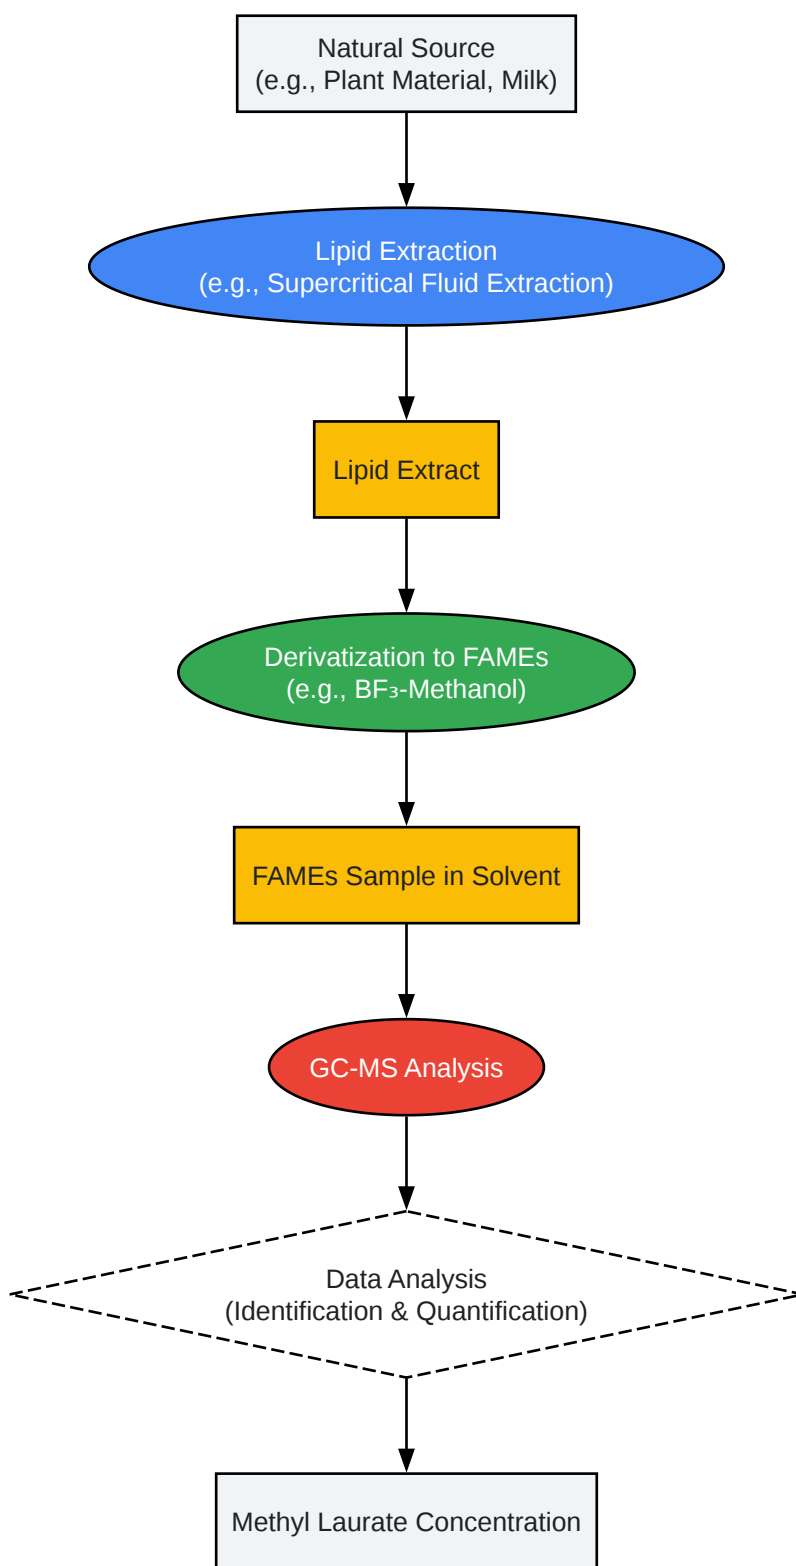 Natural Source
(e.g., Plant Material, Milk)
Lipid Extraction
(e.g., Supercritical Fluid Extraction)
Lipid Extract
Derivatization to FAMEs
(e.g., BF₃-Methanol)
FAMEs Sample in Solvent
GC-MS Analysis
Data Analysis
(Identification & Quantification)
Methyl Laurate Concentration